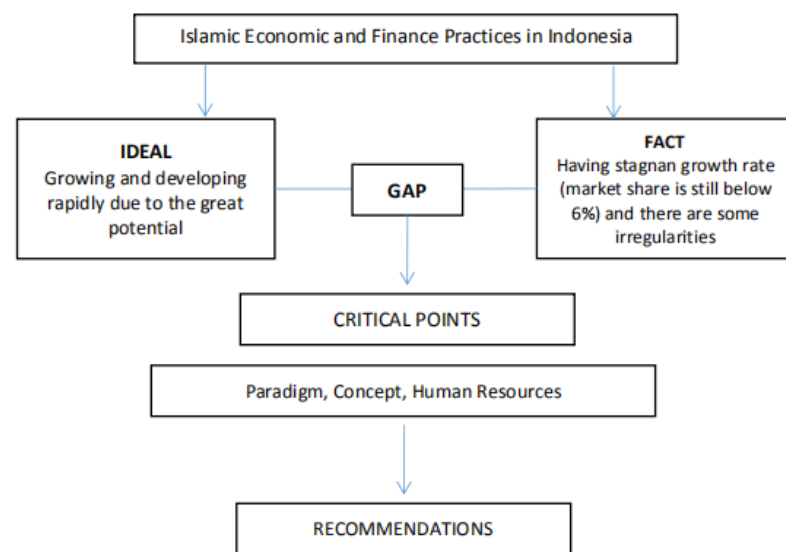 Islamic Economic and Finance Practices in Indonesia
IDEAL
Growing and developing
rapidly due to the great
potential
GAP
FACT
Having stagnan growth rate
(market share is still below
6%) and there are some
irregularities
CRITICAL POINTS
Paradigm, Concept, Human Resources
RECOMMENDATIONS